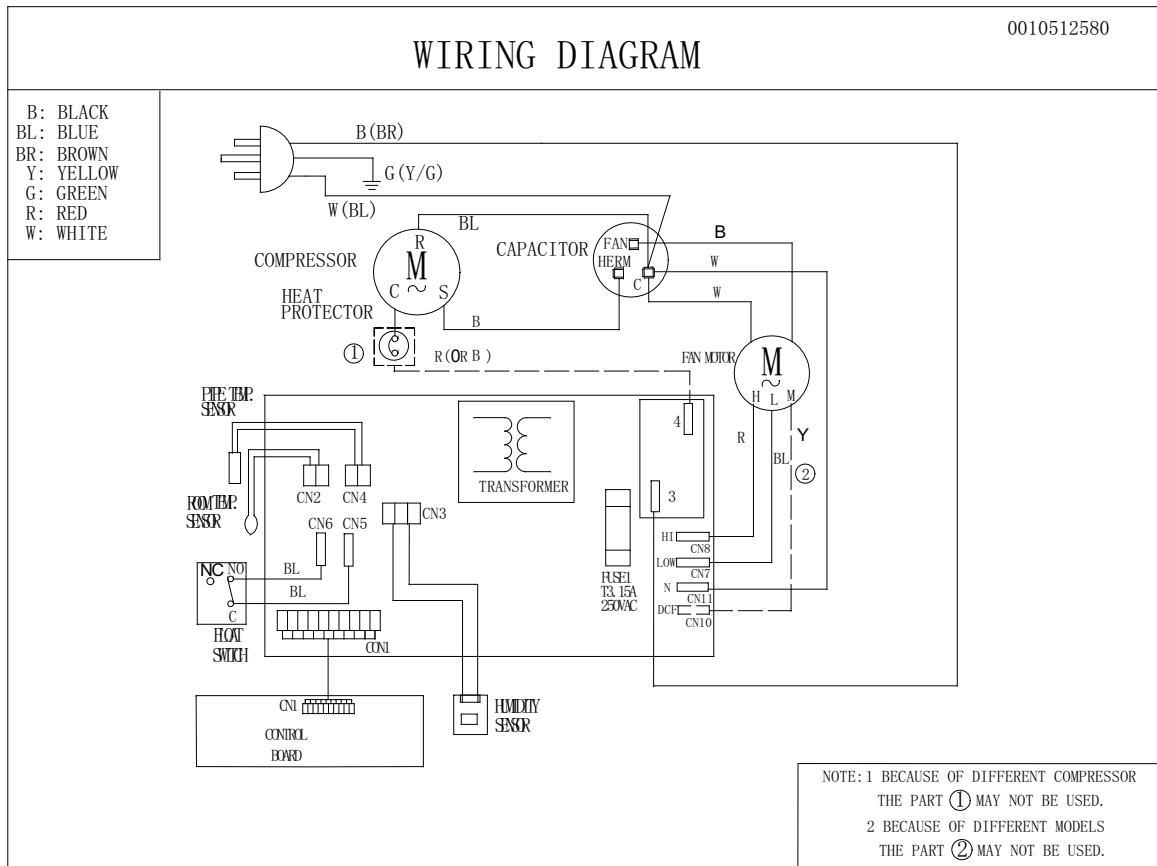 0010512580
WIRING DIAGRAM
B: BLACK
BL: BLUE
BR: BROWN
Y: YELLOW
G: GREEN
R: RED
W: WHITE
B(BR)
G(Y/G)
W(BL)
BL
R
COMPRESSOR
M
~
C
S
CAPACITOR
FAN
HERM
C
B
W
W
HEAT
PROTECTOR
B
①
R(OR B)
FAN MOTOR
M
~
H
L
M
PIPE TEMP.
SENSOR
4
R
BL
Y
②
TRANSFORMER
3
CN2
CN4
ROOM TEMP.
SENSOR
CN6
CN5
CN3
HI
CN8
LOW
CN7
N
CN11
DCF
CN10
FUSE1
T3.15A
250VAC
NC
NO
BL
BL
C
FLOAT
SWITCH
CON1
CN1
CONTROL
BOARD
HUMIDITY
SENSOR
NOTE:1 BECAUSE OF DIFFERENT COMPRESSOR
THE PART ① MAY NOT BE USED.
2 BECAUSE OF DIFFERENT MODELS
THE PART ② MAY NOT BE USED.